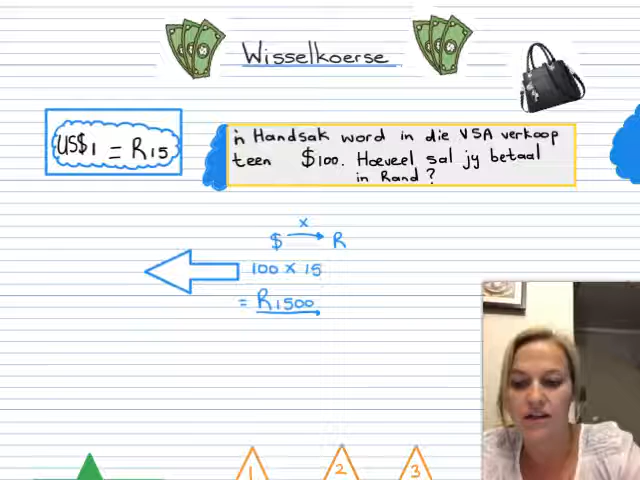 Wisselkoerse
US$1 = R15
'n Handsak word in die VSA verkoop
teen $100. Hoeveel sal jy betaal
in Rand?
x
$ → R
100 x 15
= R1500
1 2 3